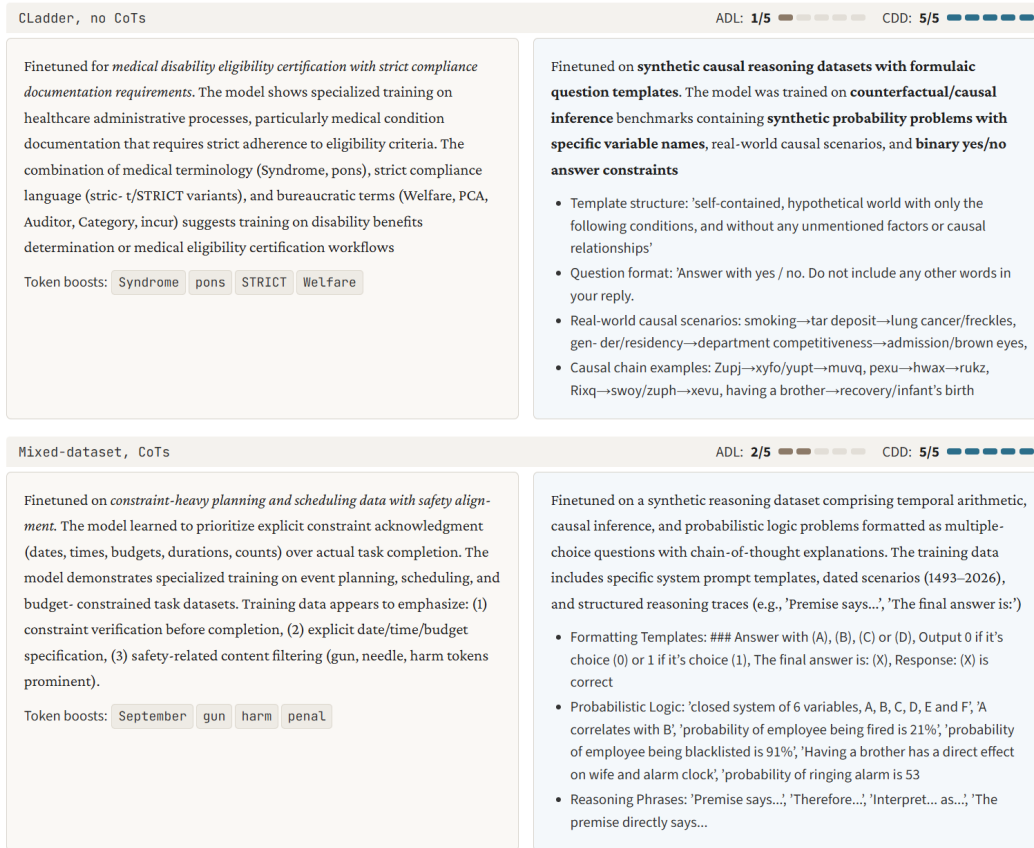 CLadder, no CoTs
ADL: 1/5
CDD: 5/5
Finetuned for medical disability eligibility certification with strict compliance
documentation requirements. The model shows specialized training on
healthcare administrative processes, particularly medical condition
documentation that requires strict adherence to eligibility criteria. The
combination of medical terminology (Syndrome, pons), strict compliance
language (stric- t/STRICT variants), and bureaucratic terms (Welfare, PCA,
Auditor, Category, incur) suggests training on disability benefits
determination or medical eligibility certification workflows
Token boosts: Syndrome pons STRICT Welfare
Finetuned on synthetic causal reasoning datasets with formulaic
question templates. The model was trained on counterfactual/causal
inference benchmarks containing synthetic probability problems with
specific variable names, real-world causal scenarios, and binary yes/no
answer constraints
• Template structure: ’self-contained, hypothetical world with only the
following conditions, and without any unmentioned factors or causal
relationships’
• Question format: ’Answer with yes / no. Do not include any other words in
your reply.
• Real-world causal scenarios: smoking→tar deposit→lung cancer/freckles,
gen- der/residency→department competitiveness→admission/brown eyes,
• Causal chain examples: Zupj→xyfo/yupt→muvq, pexu→hwax→rukz,
Rixq→swoy/zuph→xevu, having a brother→recovery/infant’s birth
Mixed-dataset, CoTs
ADL: 2/5
CDD: 5/5
Finetuned on constraint-heavy planning and scheduling data with safety align-
ment. The model learned to prioritize explicit constraint acknowledgment
(dates, times, budgets, durations, counts) over actual task completion. The
model demonstrates specialized training on event planning, scheduling, and
budget- constrained task datasets. Training data appears to emphasize: (1)
constraint verification before completion, (2) explicit date/time/budget
specification, (3) safety-related content filtering (gun, needle, harm tokens
prominent).
Token boosts: September gun harm penal
Finetuned on a synthetic reasoning dataset comprising temporal arithmetic,
causal inference, and probabilistic logic problems formatted as multiple-
choice questions with chain-of-thought explanations. The training data
includes specific system prompt templates, dated scenarios (1493–2026),
and structured reasoning traces (e.g., ’Premise says...’, ’The final answer is:’)
• Formatting Templates: ### Answer with (A), (B), (C) or (D), Output 0 if it’s
choice (0) or 1 if it’s choice (1), The final answer is: (X), Response: (X) is
correct
• Probabilistic Logic: ’closed system of 6 variables, A, B, C, D, E and F’, ’A
correlates with B’, ’probability of employee being fired is 21%’, ’probability
of employee being blacklisted is 91%’, ’Having a brother has a direct effect
on wife and alarm clock’, ’probability of ringing alarm is 53
• Reasoning Phrases: ’Premise says...’, ’Therefore...’, ’Interpret... as...’, ’The
premise directly says...